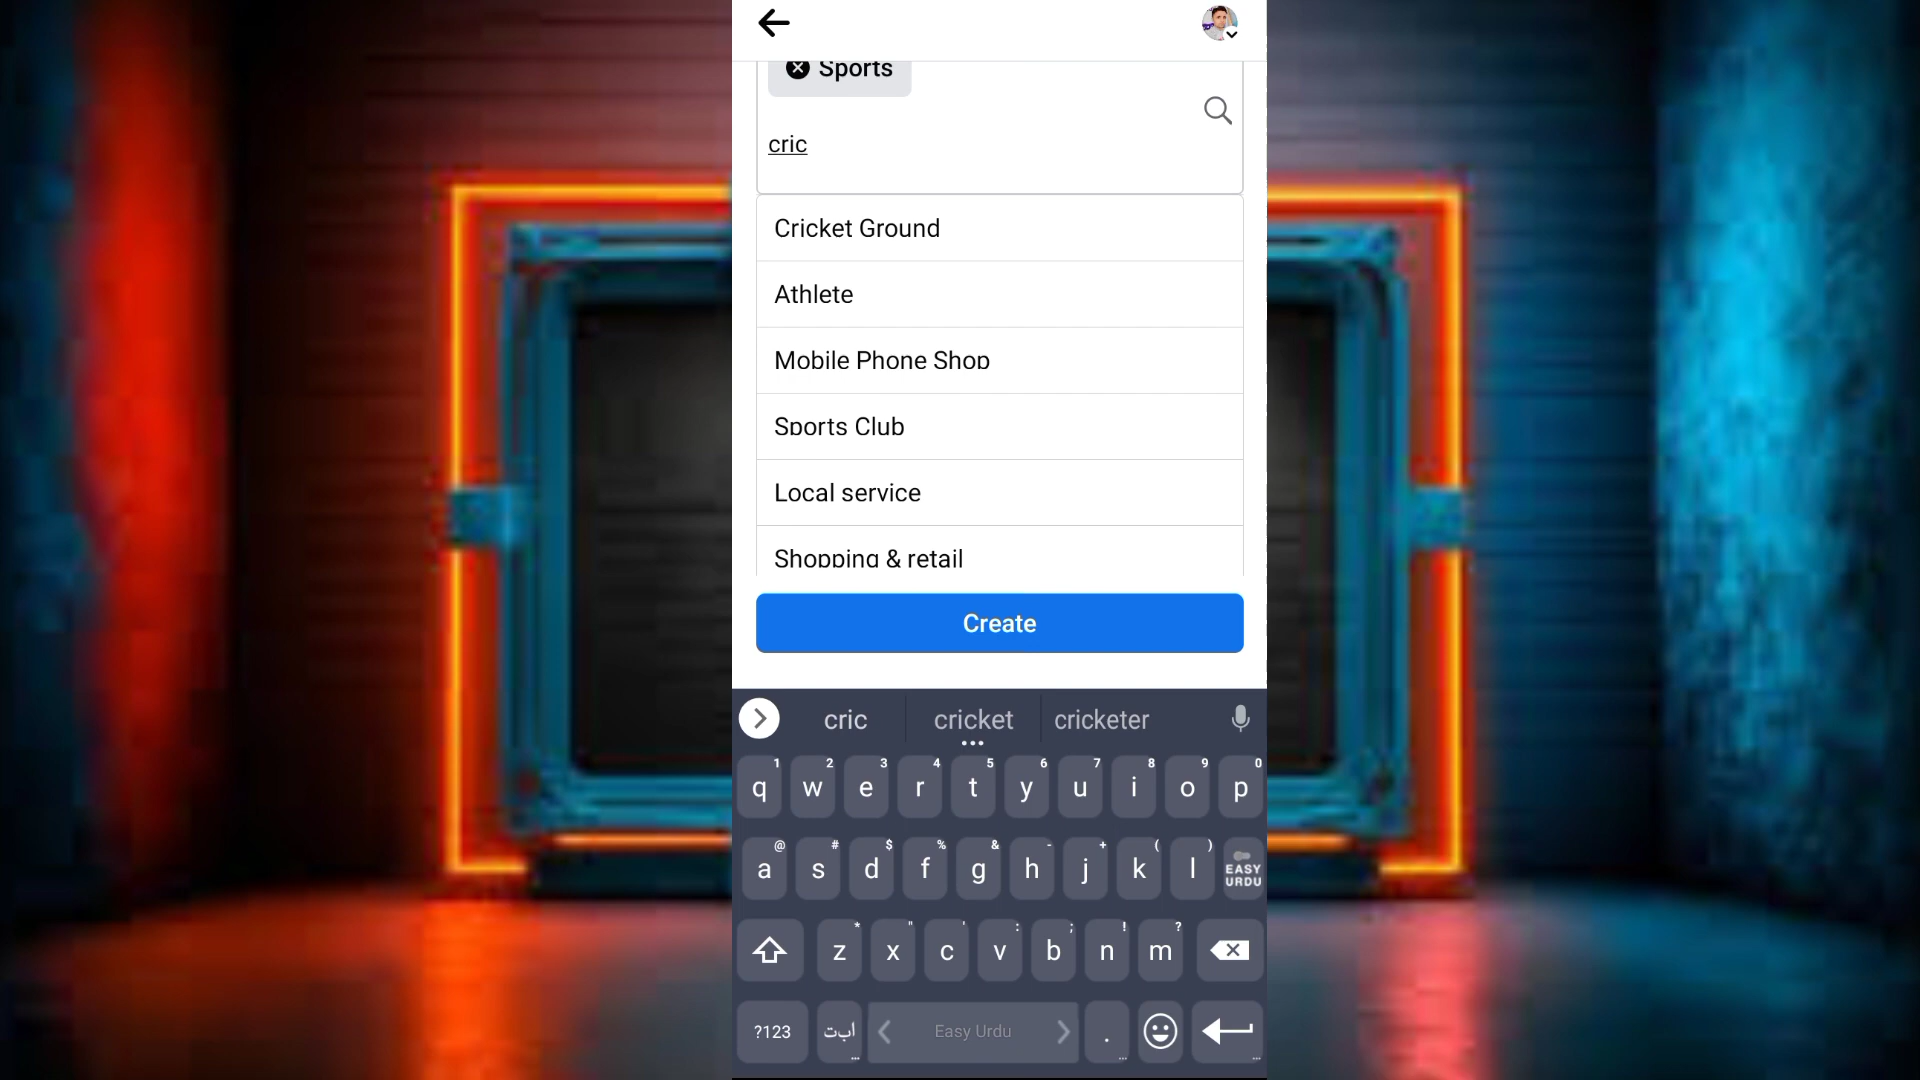 Sports
cric
Cricket Ground
Athlete
Mobile Phone Shop
Sports Club
Local service
Shopping & retail
Create
cric cricket cricketer
1 2 3 4 5 6 7 8 9 0
q w e r t y u i o p
@ # $ % & - + ( )
a s d f g h j k l EASY URDU
* " ' : ; ! ?
z x c v b n m
?123 ابت Easy Urdu .